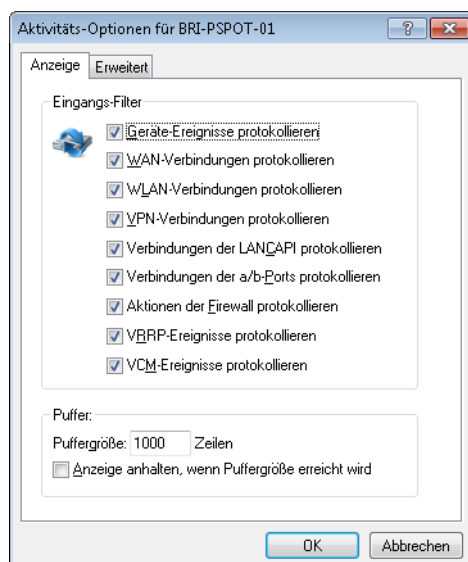 Aktivitäts-Optionen für BRI-PSPOT-01
Anzeige
Erweitert
Eingangs-Filter
Geräte-Ereignisse protokollieren
WAN-Verbindungen protokollieren
WLAN-Verbindungen protokollieren
VPN-Verbindungen protokollieren
Verbindungen der LANCAPI protokollieren
Verbindungen der a/b-Ports protokollieren
Aktionen der Firewall protokollieren
VRRP-Ereignisse protokollieren
VCM-Ereignisse protokollieren
Puffer:
Puffergröße: 1000 Zeilen
Anzeige anhalten, wenn Puffergröße erreicht wird
OK
Abbrechen